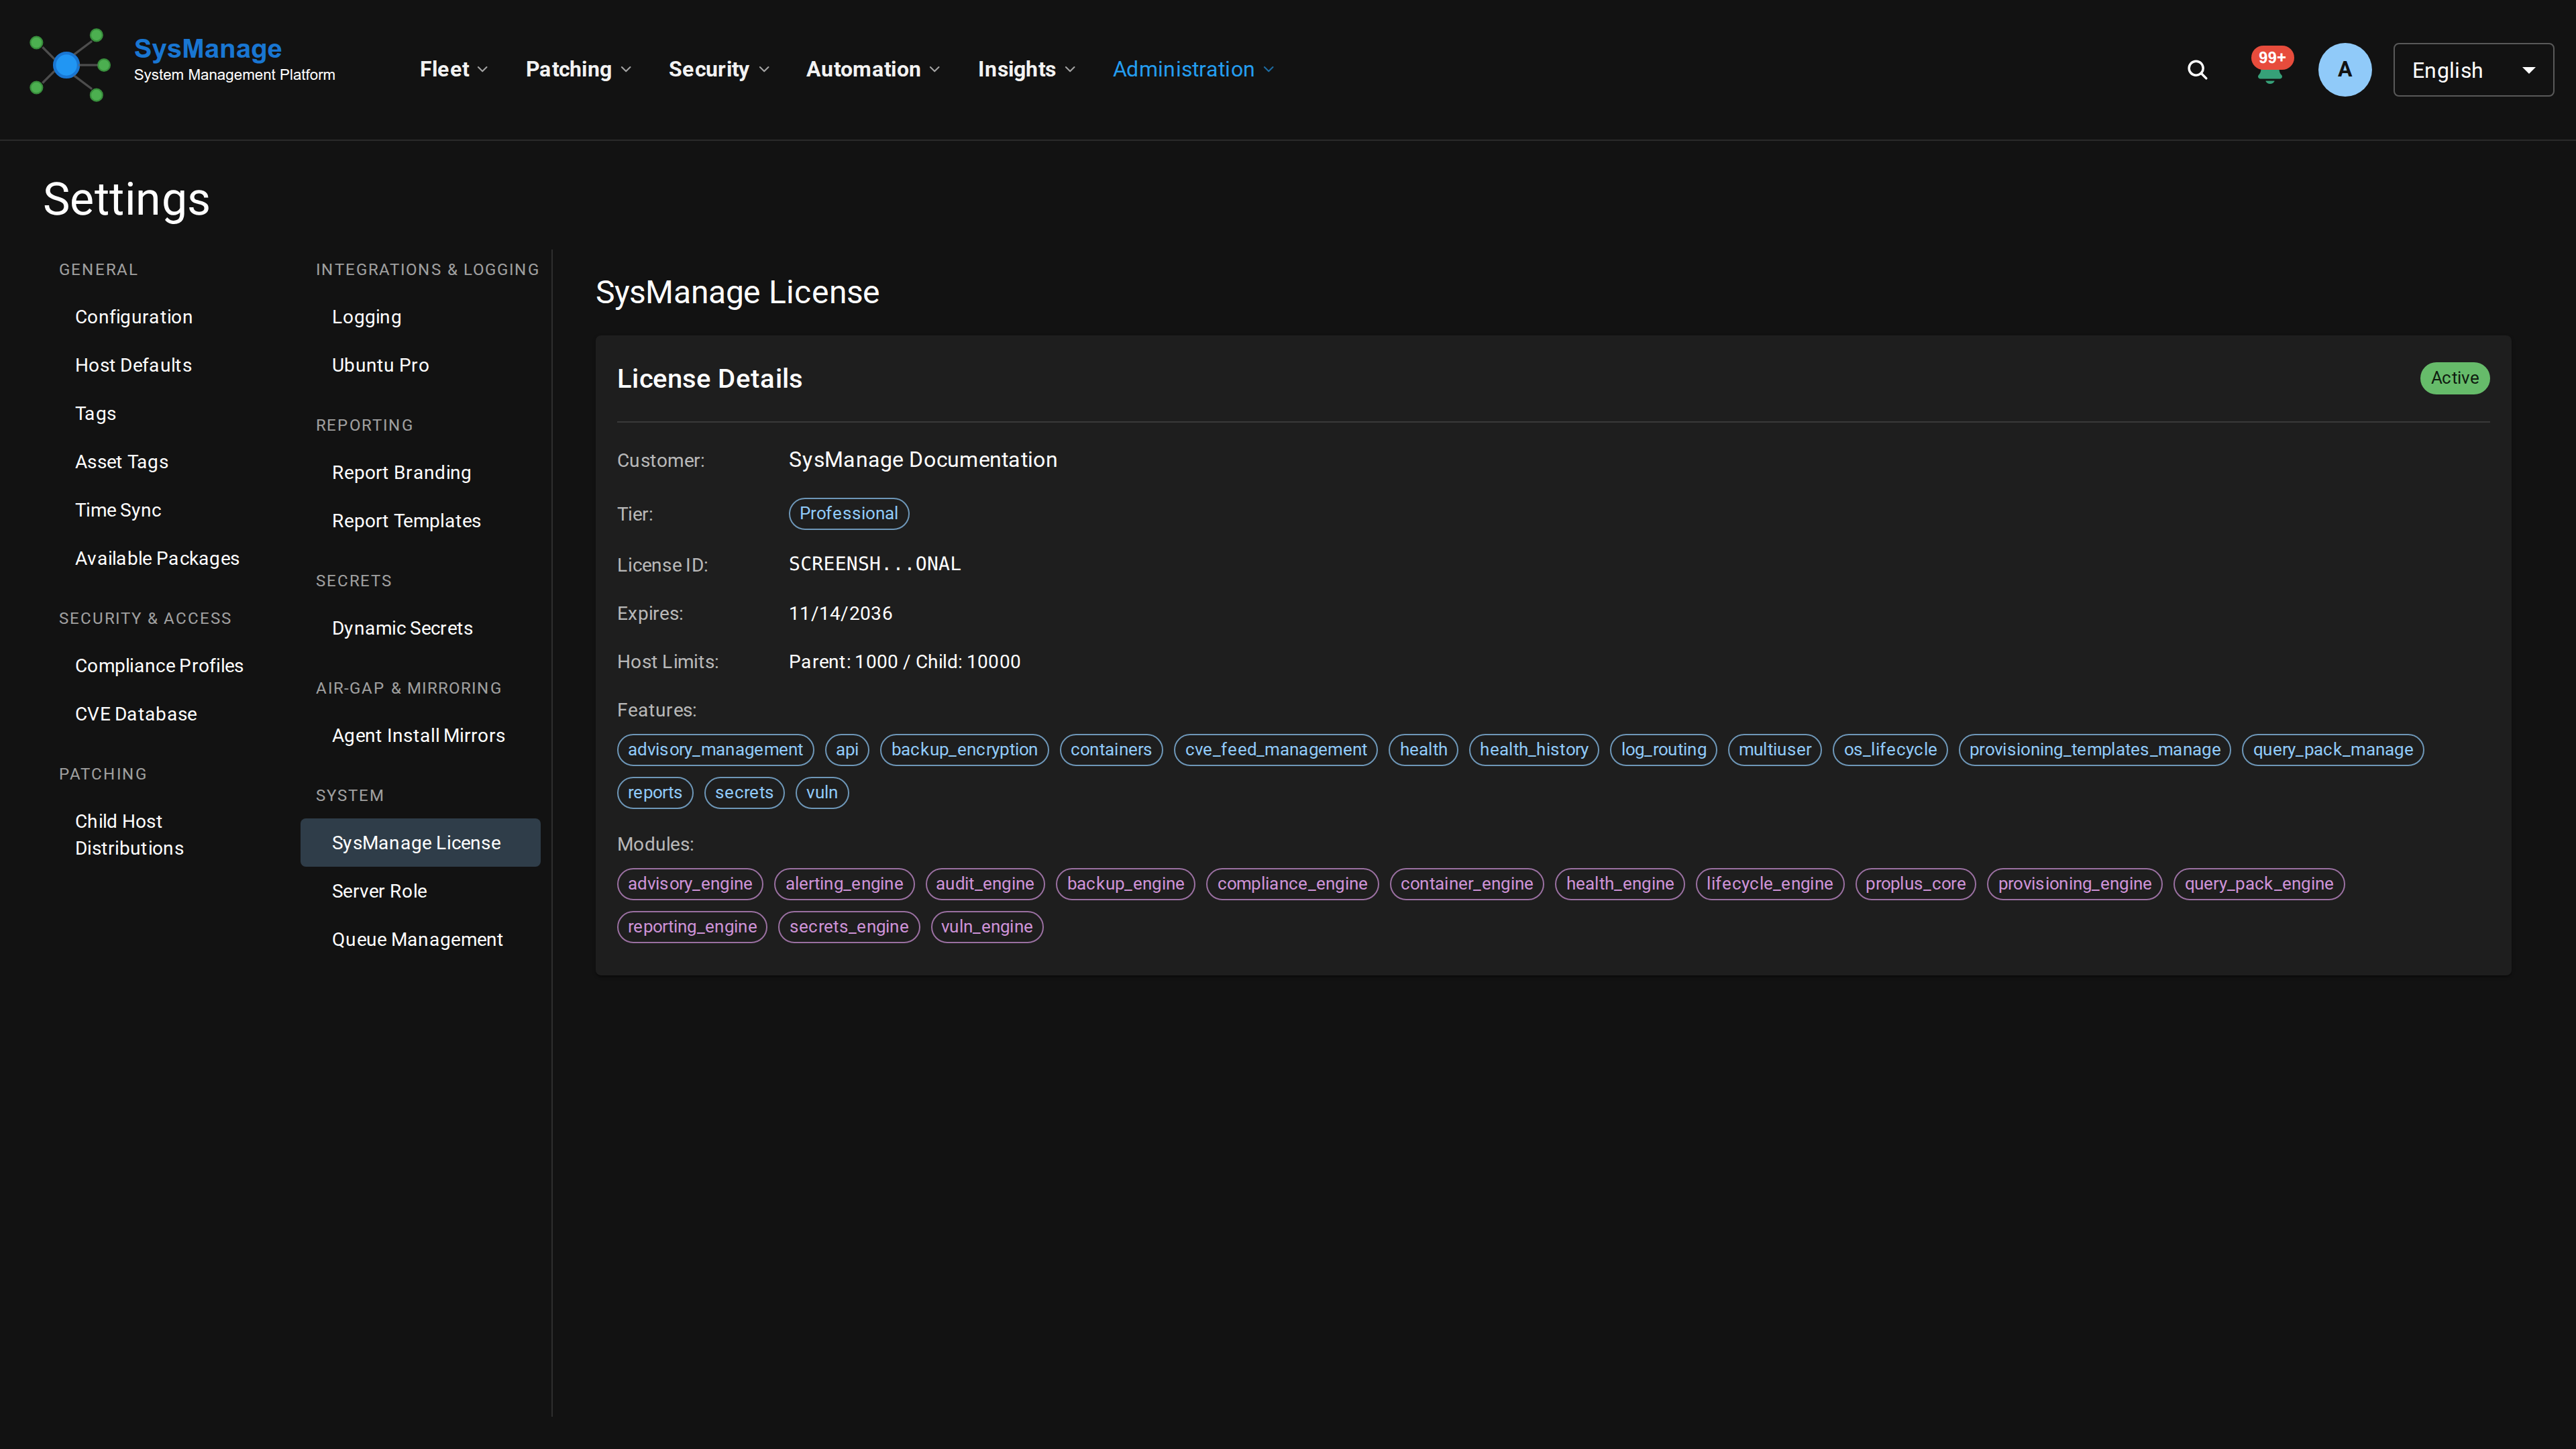 SysManage
System Management Platform
Fleet Patching Security Automation Insights Administration
99+
A
English
Settings
GENERAL
Configuration
Host Defaults
Tags
Asset Tags
Time Sync
Available Packages
SECURITY & ACCESS
Compliance Profiles
CVE Database
PATCHING
Child Host
Distributions
INTEGRATIONS & LOGGING
Logging
Ubuntu Pro
REPORTING
Report Branding
Report Templates
SECRETS
Dynamic Secrets
AIR-GAP & MIRRORING
Agent Install Mirrors
SYSTEM
SysManage License
Server Role
Queue Management
SysManage License
License Details Active
Customer: SysManage Documentation
Tier: Professional
License ID: SCREENSH...ONAL
Expires: 11/14/2036
Host Limits: Parent: 1000 / Child: 10000
Features:
advisory_management api backup_encryption containers cve_feed_management health health_history log_routing multiuser os_lifecycle provisioning_templates_manage query_pack_manage
reports secrets vuln
Modules:
advisory_engine alerting_engine audit_engine backup_engine compliance_engine container_engine health_engine lifecycle_engine proplus_core provisioning_engine query_pack_engine
reporting_engine secrets_engine vuln_engine